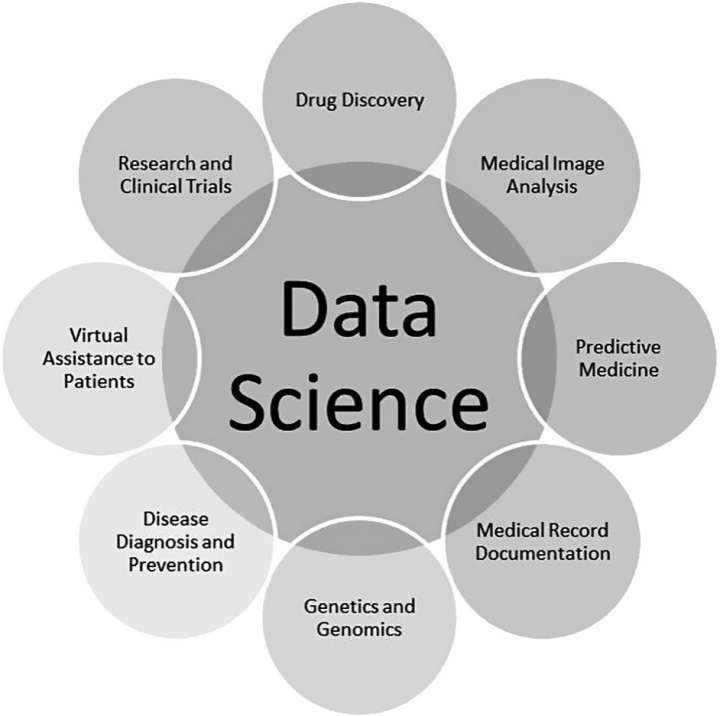 Drug Discovery
Medical Image
Analysis
Predictive
Medicine
Medical Record
Documentation
Genetics and
Genomics
Disease
Diagnosis and
Prevention
Virtual
Assistance to
Patients
Research and
Clinical Trials
Data
Science